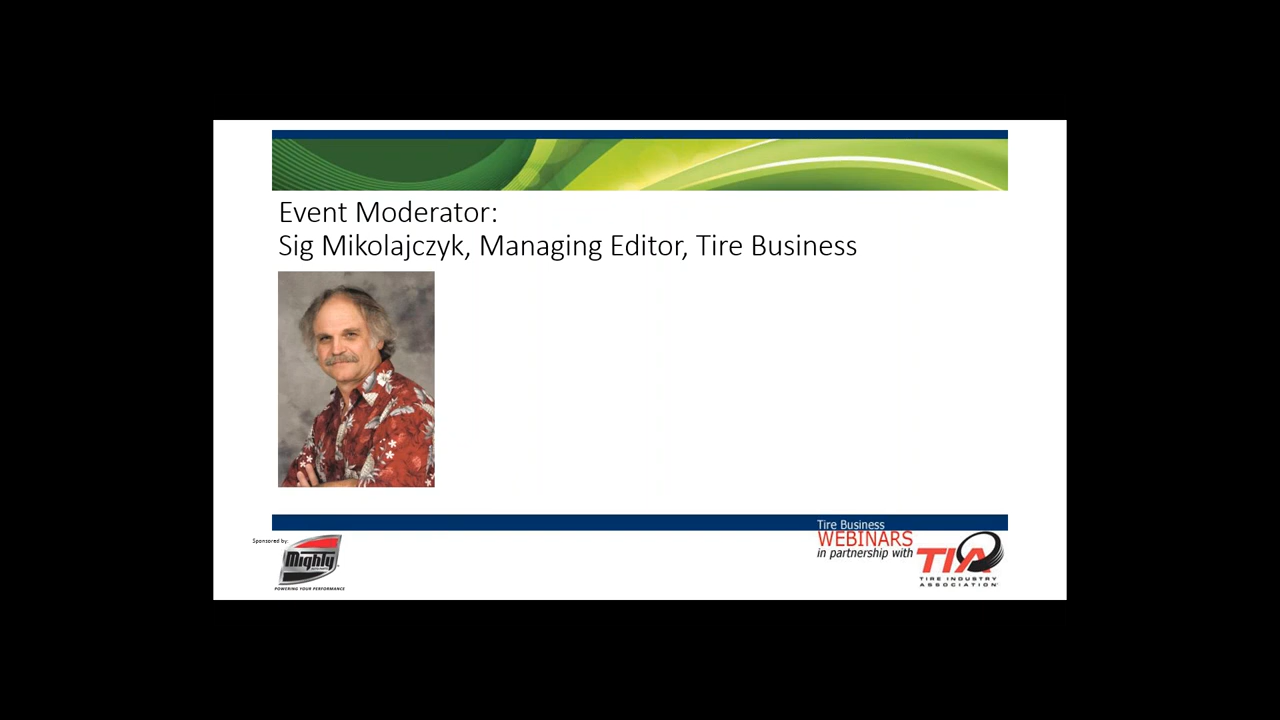 Event Moderator:
Sig Mikolajczyk, Managing Editor, Tire Business
Sponsored by:
Mighty
POWERING YOUR PERFORMANCE
Tire Business
WEBINARS
in partnership with
TIA
TIRE INDUSTRY
ASSOCIATION